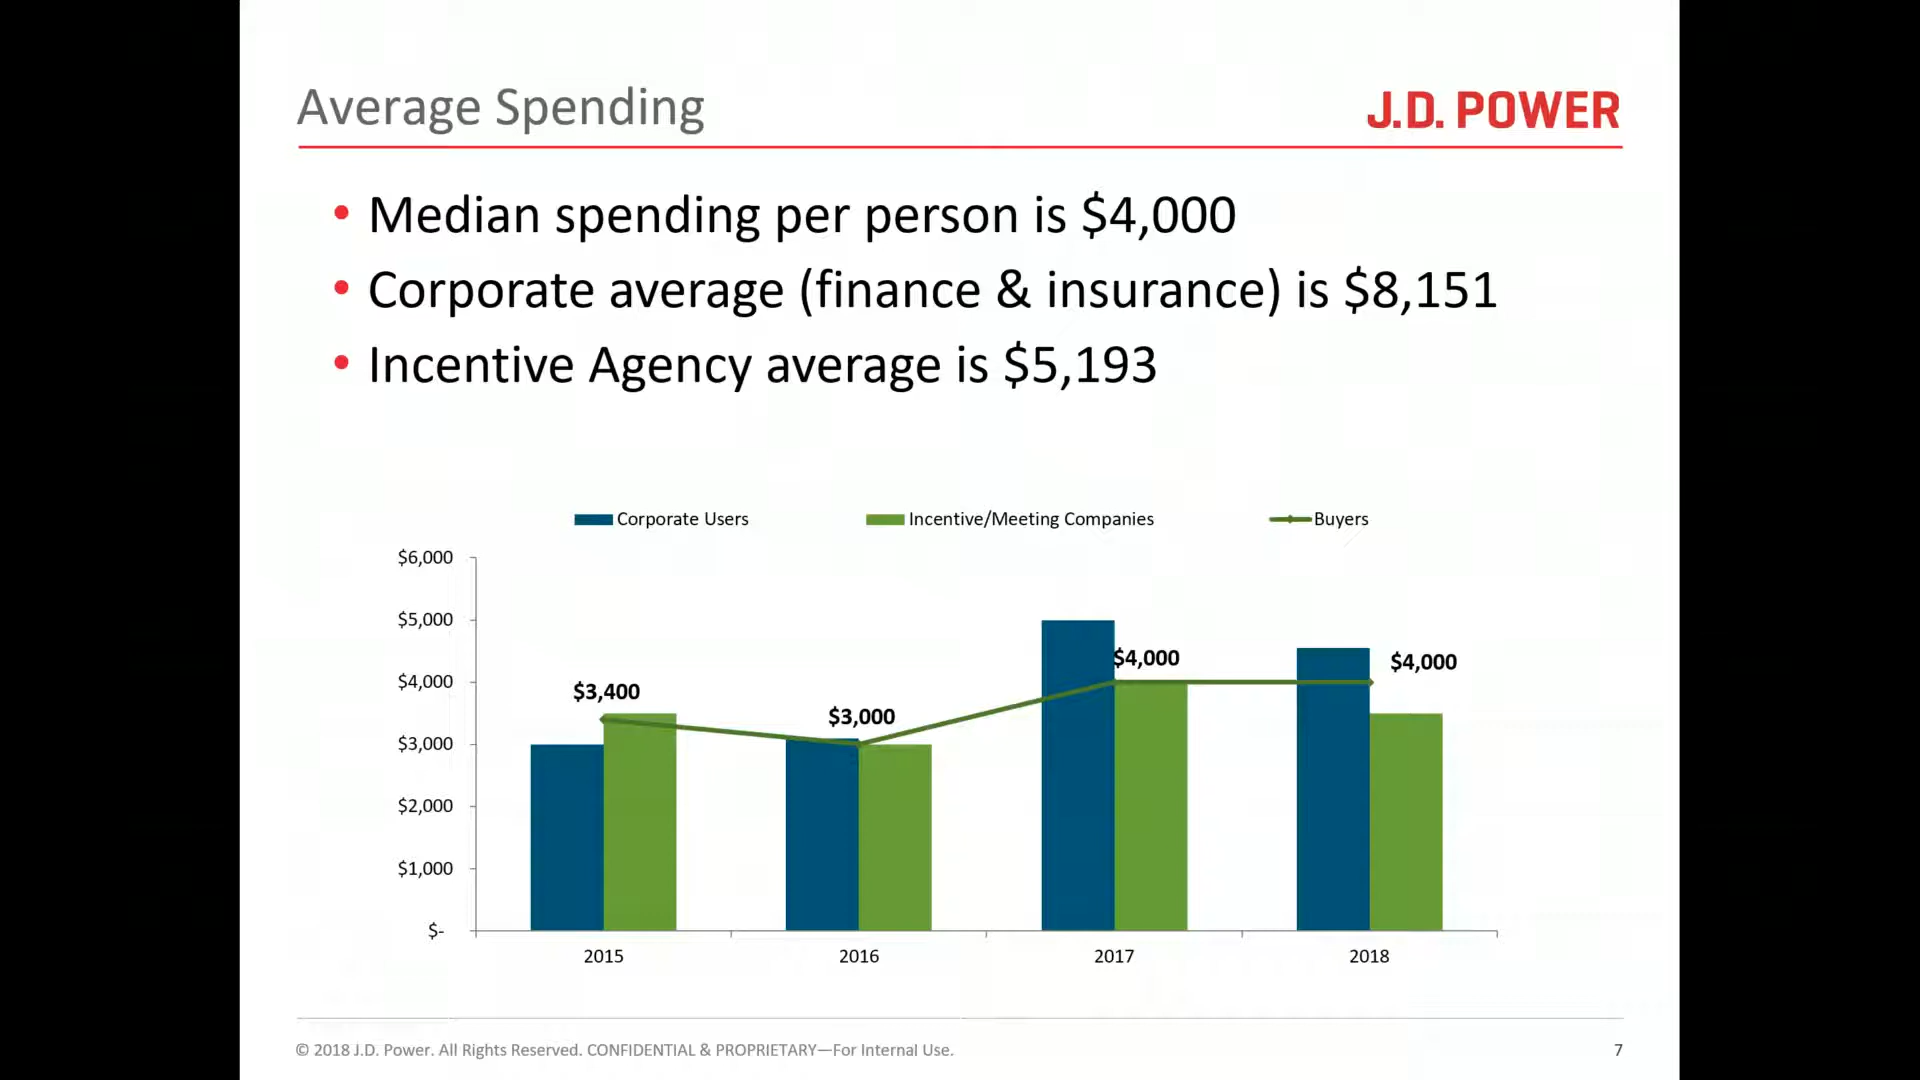 Average Spending
J.D. POWER
• Median spending per person is $4,000
• Corporate average (finance & insurance) is $8,151
• Incentive Agency average is $5,193
Corporate Users
Incentive/Meeting Companies
Buyers
$6,000
$5,000
$4,000
$3,000
$2,000
$1,000
$-
$3,400
$3,000
$4,000
$4,000
2015
2016
2017
2018
© 2018 J.D. Power. All Rights Reserved. CONFIDENTIAL & PROPRIETARY—For Internal Use.
7